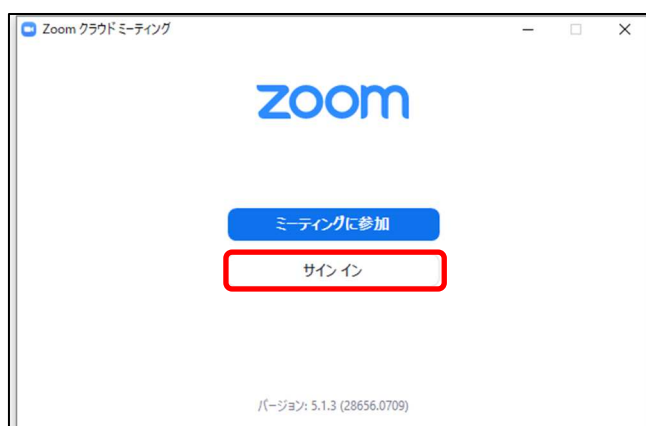 Zoom クラウド ミーティング
zoom
ミーティングに参加
サイン イン
バージョン: 5.1.3 (28656.0709)